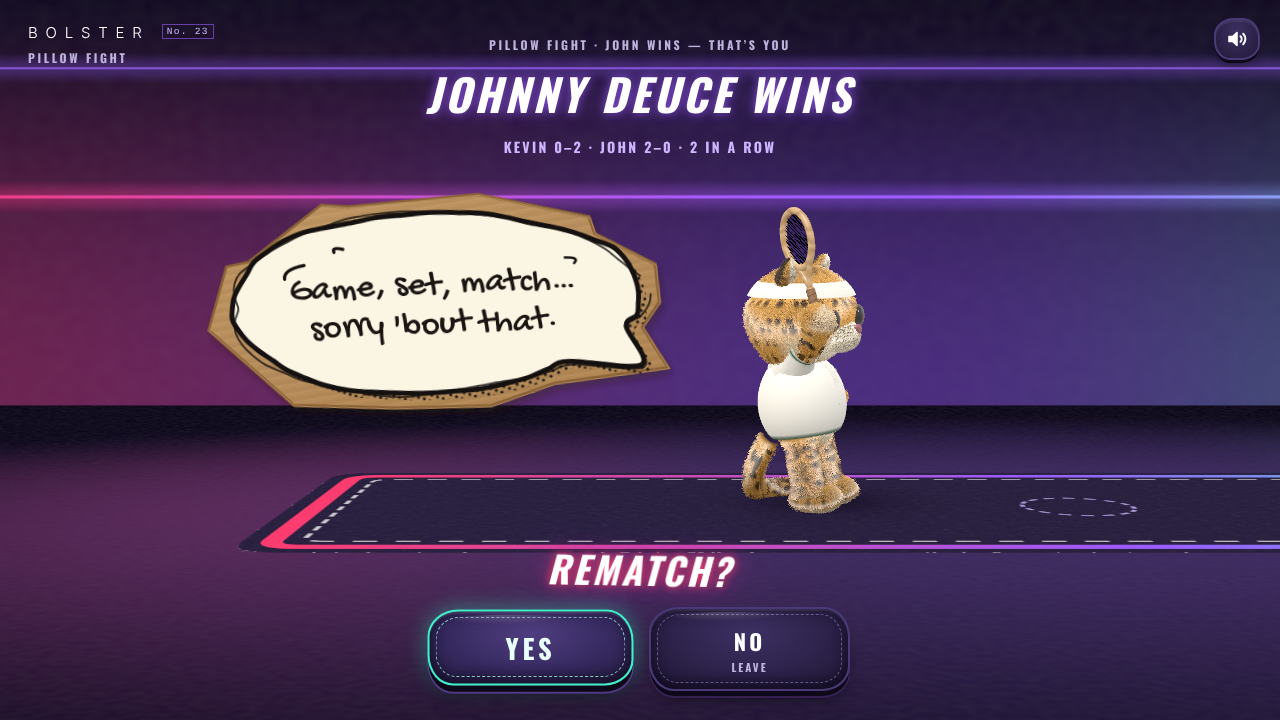 BOLSTER No. 23
PILLOW FIGHT
PILLOW FIGHT · JOHN WINS — THAT'S YOU
JOHNNY DEUCE WINS
KEVIN 0–2 · JOHN 2–0 · 2 IN A ROW
Game, set, match...
sorry 'bout that.
REMATCH?
YES
NO
LEAVE